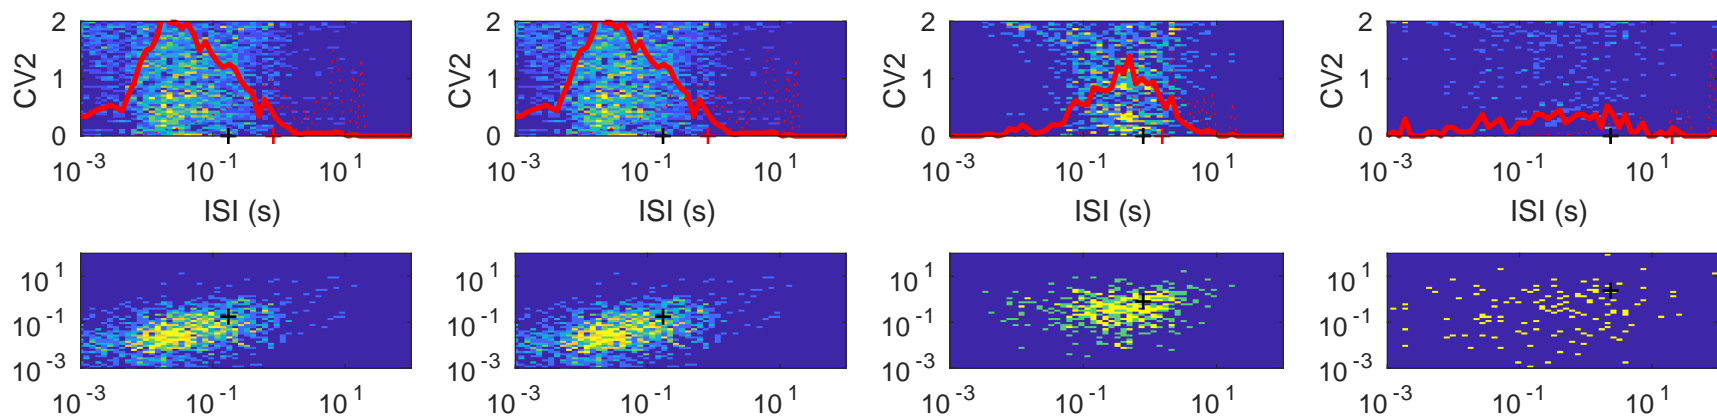 2 2 2 2
CV2 CV2 CV2 CV2
1 1 1 1
0 0 0 0
10^-3 10^-1 10^1 10^-3 10^-1 10^1 10^-3 10^-1 10^1 10^-3 10^-1 10^1
ISI (s) ISI (s) ISI (s) ISI (s)
10^1 10^1 10^1 10^1
10^-1 10^-1 10^-1 10^-1
10^-3 10^-3 10^-3 10^-3
10^-3 10^-1 10^1 10^-3 10^-1 10^1 10^-3 10^-1 10^1 10^-3 10^-1 10^1